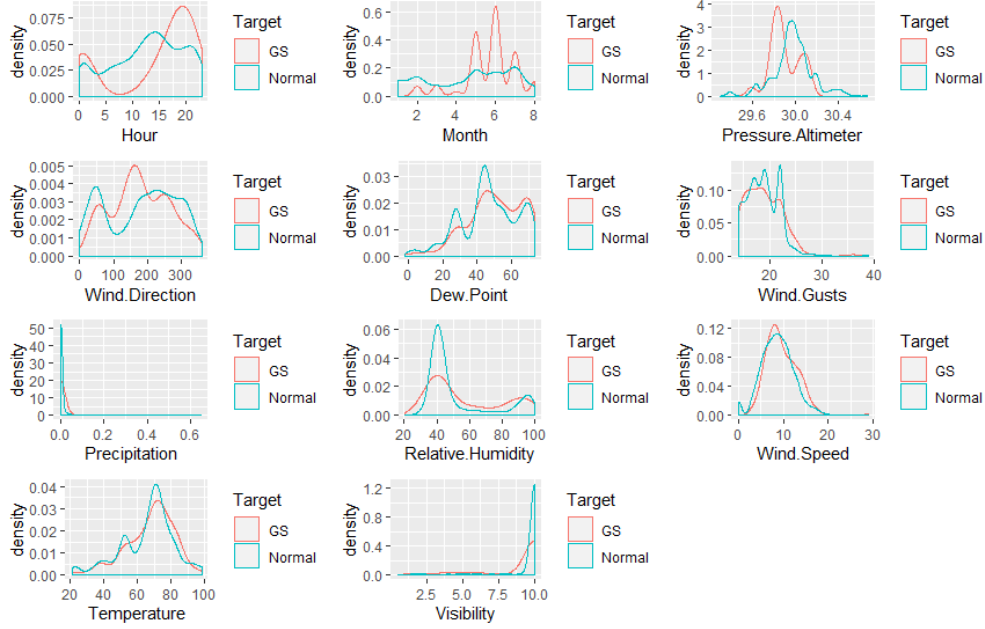 density
0.075
0.050
0.025
0.000
0 5 10 15 20
Hour
Target
GS
Normal
density
0.6
0.4
0.2
0.0
2 4 6 8
Month
Target
GS
Normal
density
4
3
2
1
0
29.6 30.0 30.4
Pressure.Altimeter
Target
GS
Normal
density
0.005
0.004
0.003
0.002
0.001
0.000
0 100 200 300
Wind.Direction
Target
GS
Normal
density
0.03
0.02
0.01
0.00
0 20 40 60
Dew.Point
Target
GS
Normal
density
0.10
0.05
0.00
20 30 40
Wind.Gusts
Target
GS
Normal
density
50
40
30
20
10
0
0.0 0.2 0.4 0.6
Precipitation
Target
GS
Normal
density
0.06
0.04
0.02
0.00
20 40 60 80 100
Relative.Humidity
Target
GS
Normal
density
0.12
0.08
0.04
0.00
0 10 20 30
Wind.Speed
Target
GS
Normal
density
0.04
0.03
0.02
0.01
0.00
20 40 60 80 100
Temperature
Target
GS
Normal
density
1.2
0.8
0.4
0.0
2.5 5.0 7.5 10.0
Visibility
Target
GS
Normal